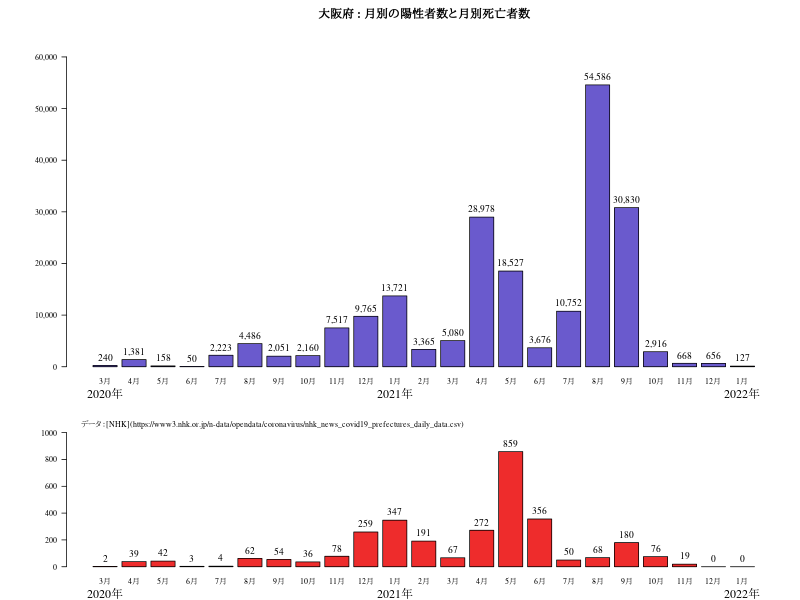 大阪府 : 月別の陽性者数と月別死亡者数
60,000
50,000
40,000
30,000
20,000
10,000
0
240 1,381 158 50 2,223 4,486 2,051 2,160 7,517 9,765 13,721 3,365 5,080 28,978 18,527 3,676 10,752 54,586 30,830 2,916 668 656 127
3月 4月 5月 6月 7月 8月 9月 10月 11月 12月 1月 2月 3月 4月 5月 6月 7月 8月 9月 10月 11月 12月 1月
2020年 2021年 2022年
データ : [NHK](https://www3.nhk.or.jp/n-data/opendata/coronavirus/nhk_news_covid19_prefectures_daily_data.csv)
1000
800
600
400
200
0
2 39 42 3 4 62 54 36 78 259 347 191 67 272 859 356 50 68 180 76 19 0 0
3月 4月 5月 6月 7月 8月 9月 10月 11月 12月 1月 2月 3月 4月 5月 6月 7月 8月 9月 10月 11月 12月 1月
2020年 2021年 2022年